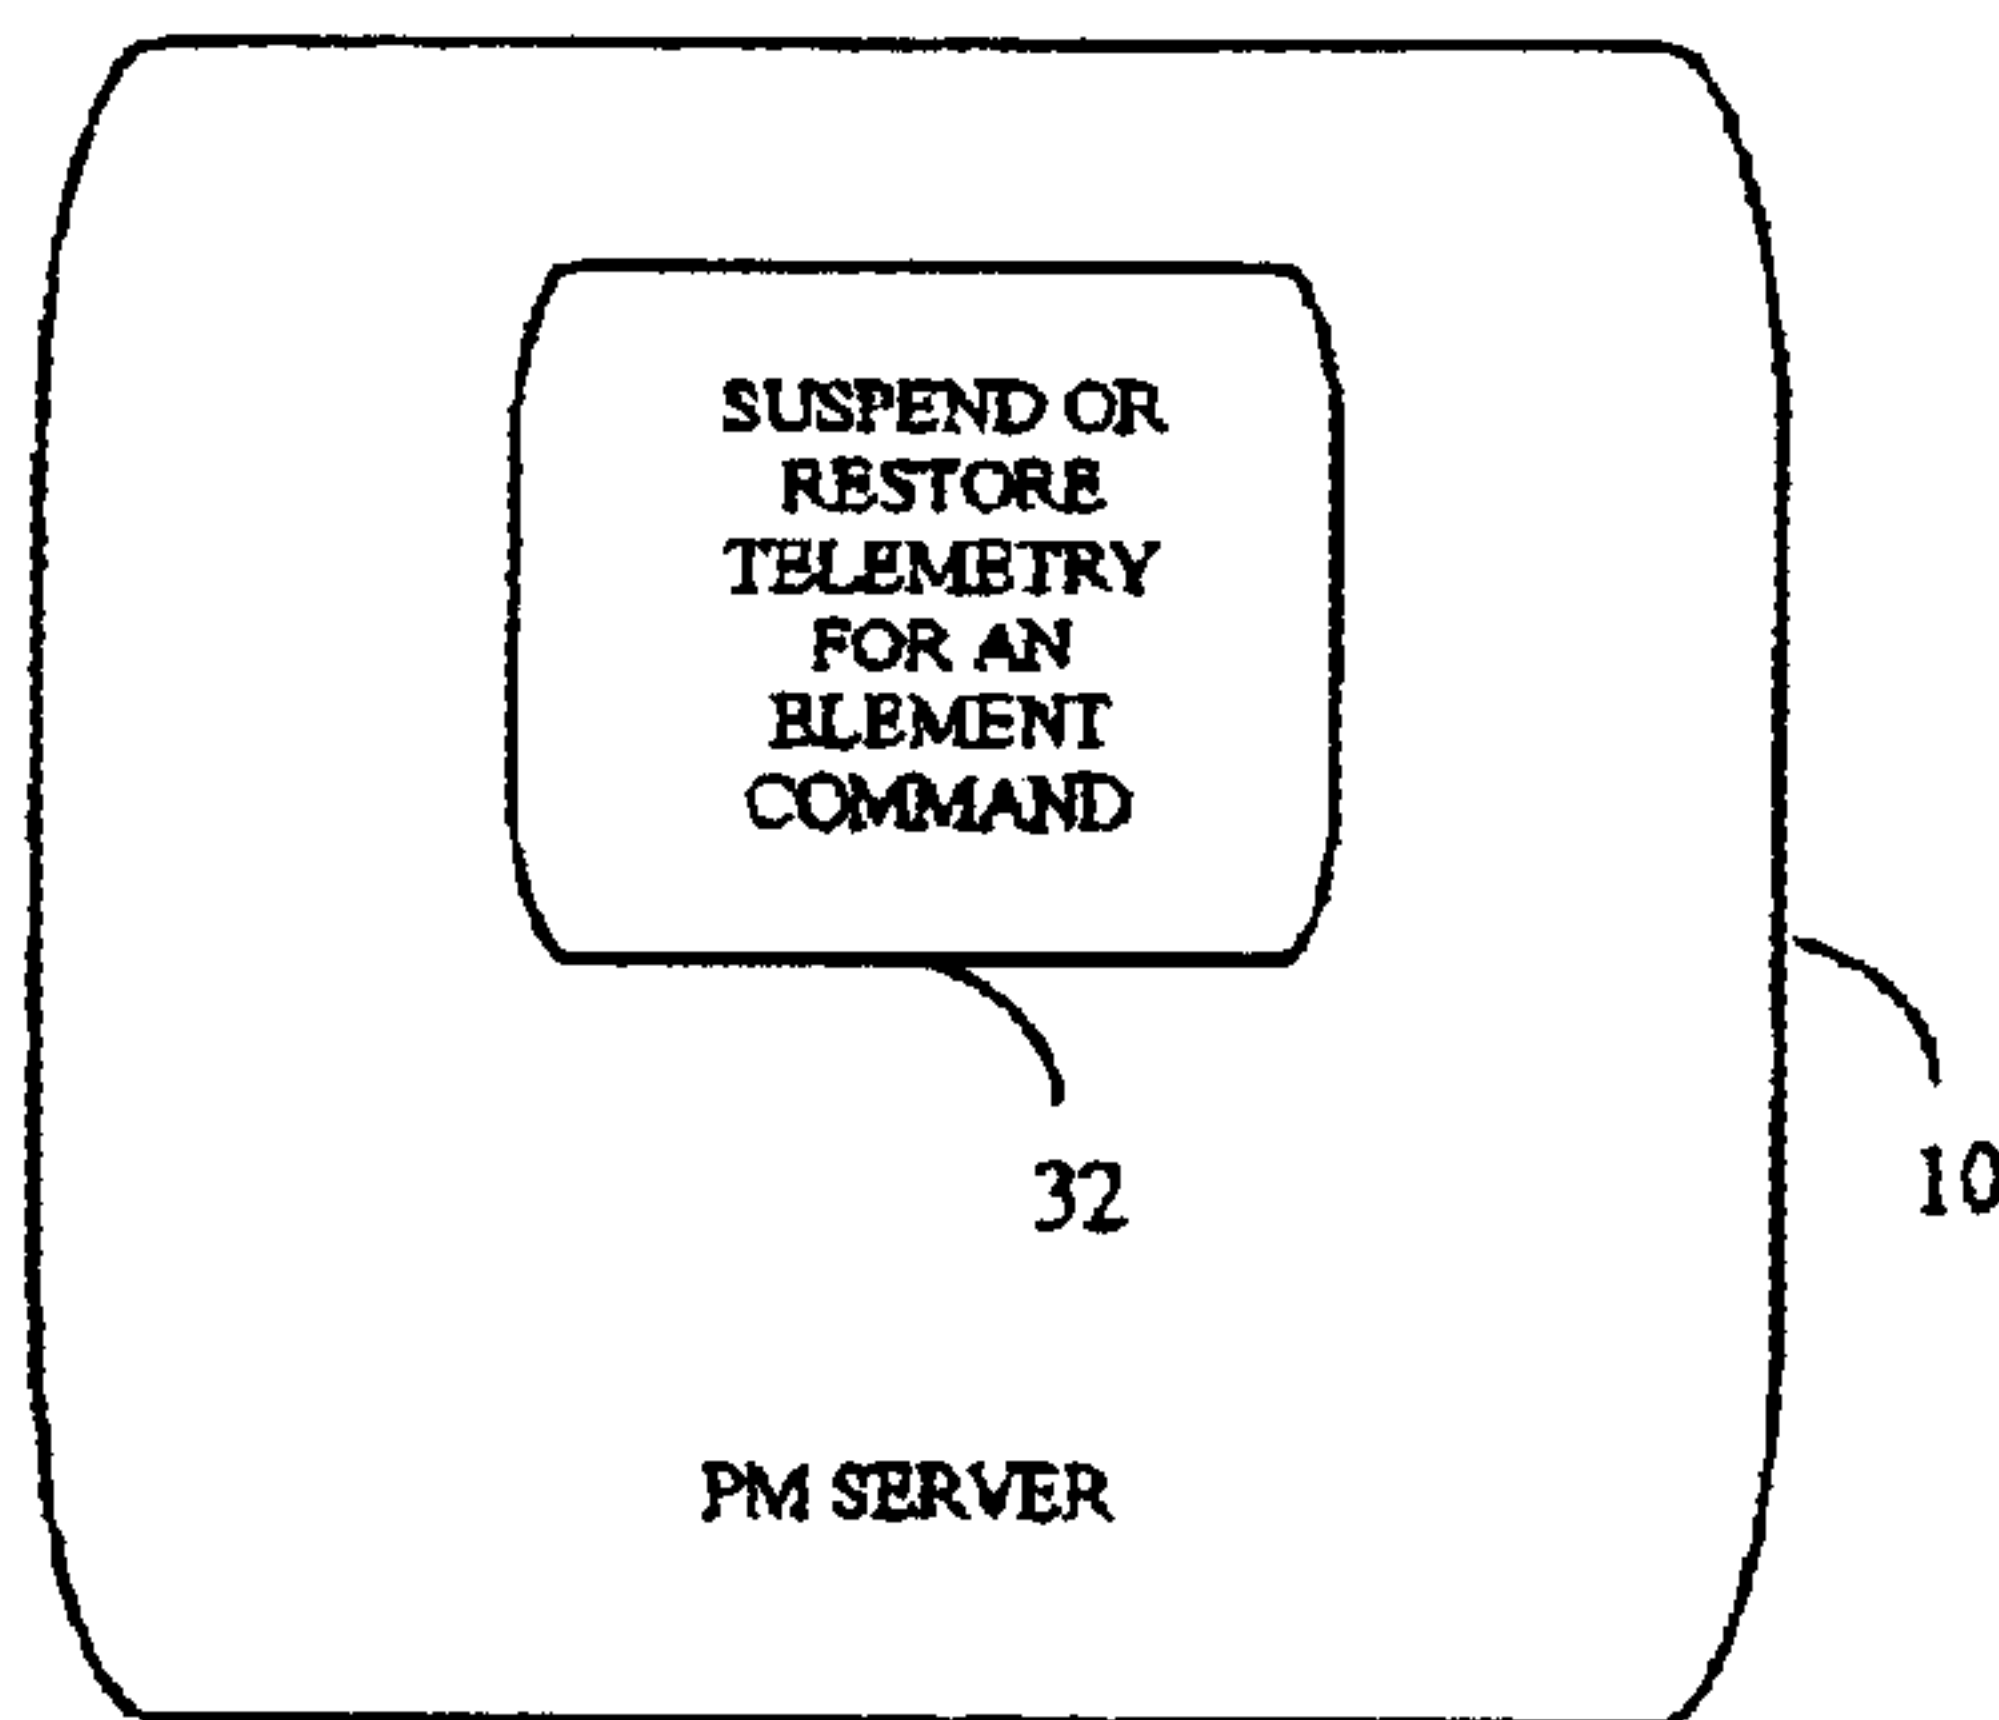 SUSPEND OR
RESTORE
TELEMETRY
FOR AN
ELEMENT
COMMAND
32
10
PM SERVER